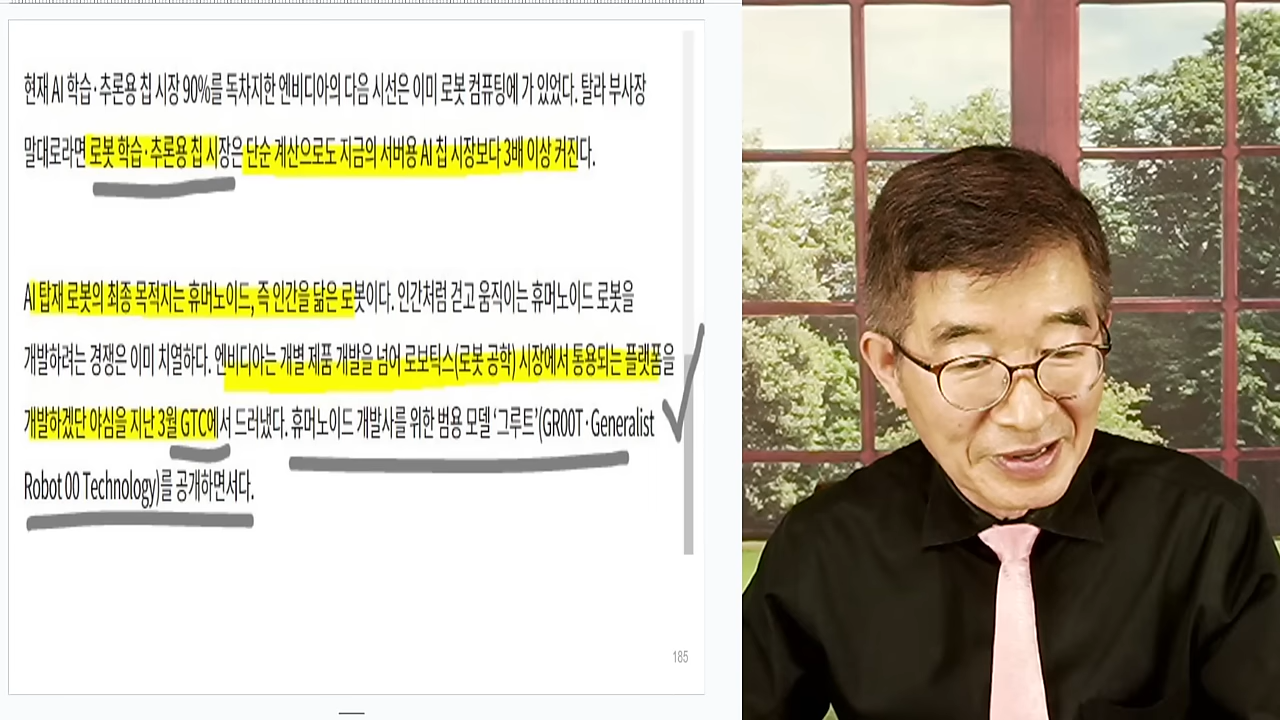 현재 AI 학습·추론용 칩 시장 90%를 독차지한 엔비디아의 다음 시선은 이미 로봇 컴퓨팅에 가 있었다. 탈라 부사장
말대로라면 로봇 학습·추론용 칩 시장은 단순 계산으로도 지금의 서버용 AI 칩 시장보다 3배 이상 커진다.
AI 탑재 로봇의 최종 목적지는 휴머노이드, 즉 인간을 닮은 로봇이다. 인간처럼 걷고 움직이는 휴머노이드 로봇을
개발하려는 경쟁은 이미 치열하다. 엔비디아는 개별 제품 개발을 넘어 로보틱스(로봇 공학) 시장에서 통용되는 플랫폼을
개발하겠단 야심을 지난 3월 GTC에서 드러냈다. 휴머노이드 개발사를 위한 범용 모델 ‘그루트’(GR00T·Generalist
Robot 00 Technology)를 공개하면서다.
185